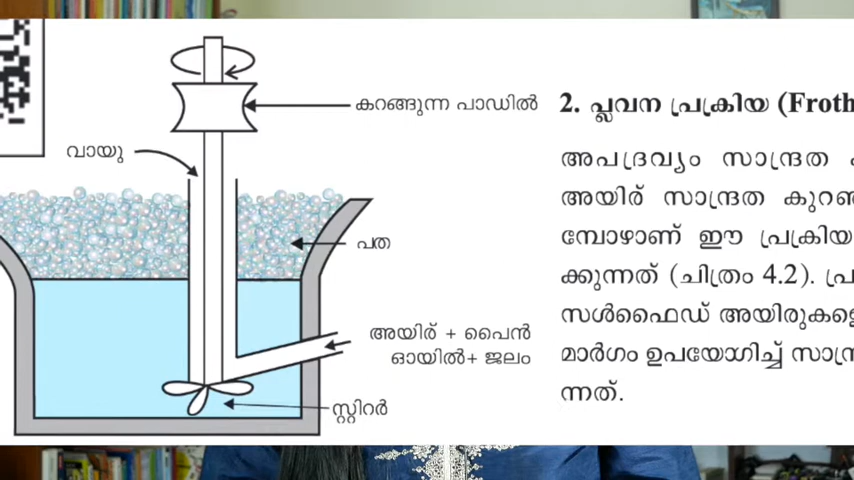 കറങ്ങുന്ന പാഡിൽ
വായു
പത
അയിര് + പൈൻ
ഓയിൽ+ ജലം
സ്റ്റിറർ
2. പ്ലവന പ്രക്രിയ (Froth
അപദ്രവ്യം സാന്ദ്രത
അയിര് സാന്ദ്രത കുറഞ
മ്പോഴാണ് ഈ പ്രക്രിയ
ക്കുന്നത് (ചിത്രം 4.2). പ്ര
സൾഫൈഡ് അയിരുകളെ
മാർഗം ഉപയോഗിച്ച് സാന്ദ്ര
ന്നത്.